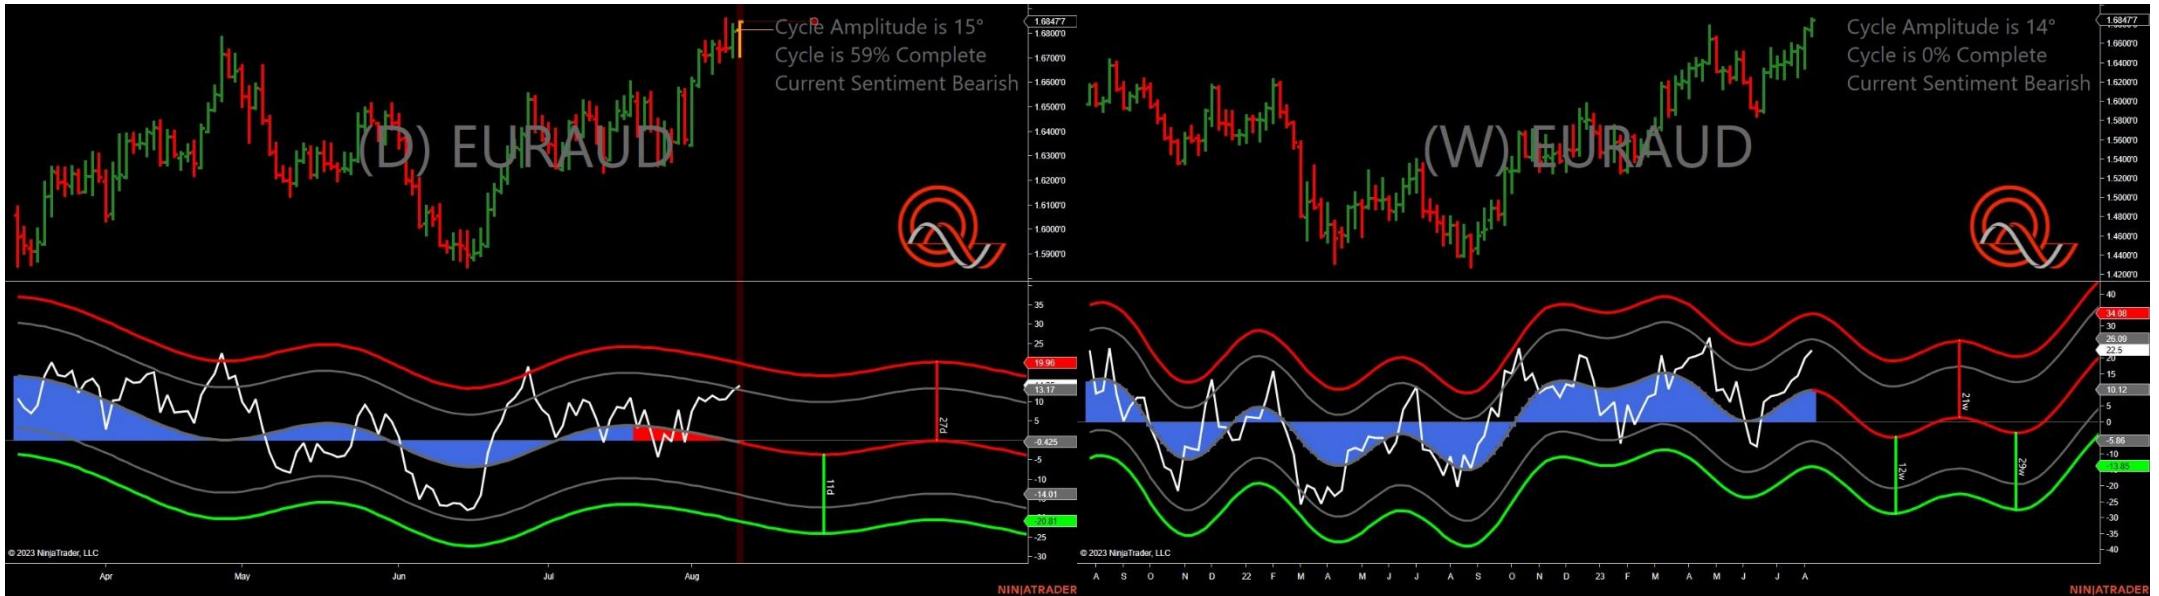 Cycle Amplitude is 15°
Cycle is 59% Complete
Current Sentiment Bearish
(D) EURAUD
1.6847'7
1.6800'0
1.6700'0
1.6600'0
1.6500'0
1.6400'0
1.6300'0
1.6200'0
1.6100'0
1.5900'0
35
30
25
19.96
13.17
10
5
-0.425
-5
-10
-14.01
-20.81
-25
-30
27d
11d
© 2023 NinjaTrader, LLC
Apr May Jun Jul Aug
NINJATRADER
Cycle Amplitude is 14°
Cycle is 0% Complete
Current Sentiment Bearish
(W) EURAUD
1.6847'7
1.6600'0
1.6400'0
1.6200'0
1.6000'0
1.5800'0
1.5600'0
1.5400'0
1.5200'0
1.5000'0
1.4800'0
1.4600'0
1.4400'0
1.4200'0
40
34.08
30
26.09
22.5
20
15
10.12
5
0
-5.86
-10
-13.85
-20
-25
-30
-35
-40
21w
12w
29w
© 2023 NinjaTrader, LLC
A S O N D 22 F M A M J J A S O N D 23 F M A M J J A
NINJATRADER